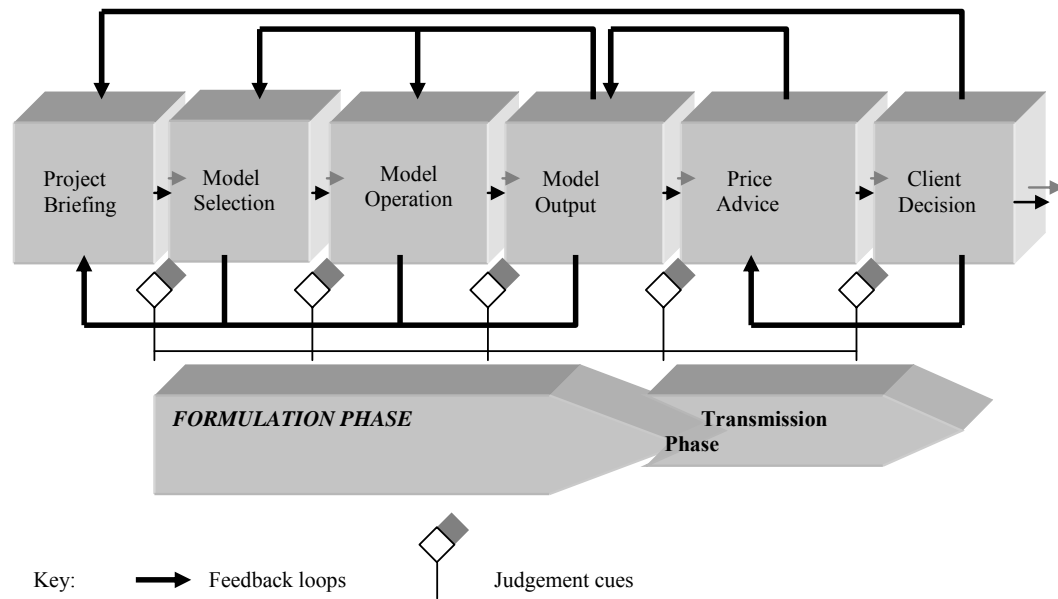 Project
Briefing
Model
Selection
Model
Operation
Model
Output
Price
Advice
Client
Decision
FORMULATION PHASE
Transmission
Phase
Key:
Feedback loops
Judgement cues